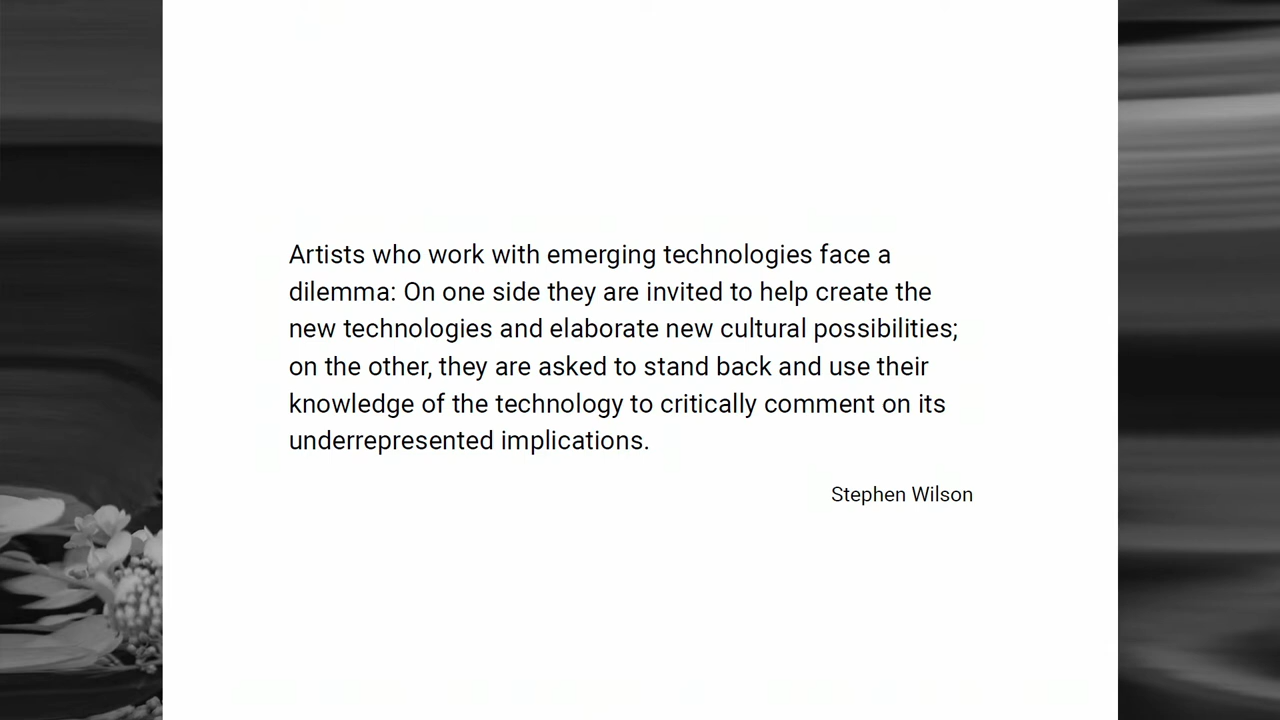 Artists who work with emerging technologies face a
dilemma: On one side they are invited to help create the
new technologies and elaborate new cultural possibilities;
on the other, they are asked to stand back and use their
knowledge of the technology to critically comment on its
underrepresented implications.
Stephen Wilson